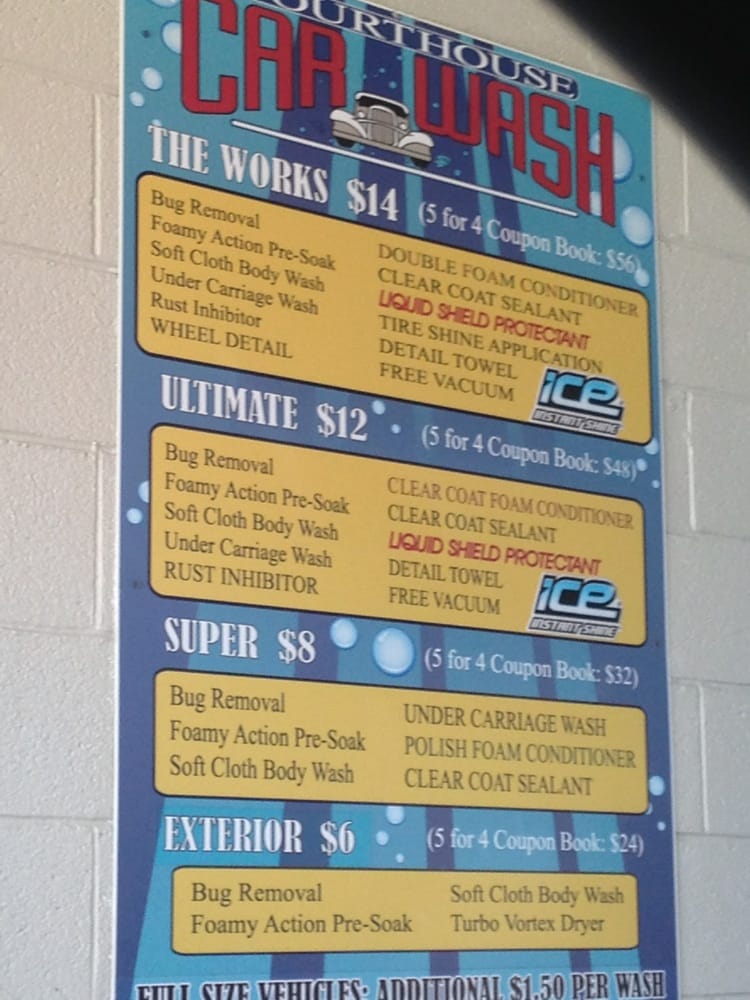 OURTHOUSE
CAR WASH
THE WORKS $14 (5 for 4 Coupon Book: $56)
Bug Removal
Foamy Action Pre-Soak
Soft Cloth Body Wash
Under Carriage Wash
Rust Inhibitor
WHEEL DETAIL
DOUBLE FOAM CONDITIONER
CLEAR COAT SEALANT
LIQUID SHIELD PROTECTANT
TIRE SHINE APPLICATION
DETAIL TOWEL
FREE VACUUM
ice
INSTANT SHINE
ULTIMATE $12 (5 for 4 Coupon Book: $48)
Bug Removal
Foamy Action Pre-Soak
Soft Cloth Body Wash
Under Carriage Wash
RUST INHIBITOR
CLEAR COAT FOAM CONDITIONER
CLEAR COAT SEALANT
LIQUID SHIELD PROTECTANT
DETAIL TOWEL
FREE VACUUM
ice
INSTANT SHINE
SUPER $8 (5 for 4 Coupon Book: $32)
Bug Removal
Foamy Action Pre-Soak
Soft Cloth Body Wash
UNDER CARRIAGE WASH
POLISH FOAM CONDITIONER
CLEAR COAT SEALANT
EXTERIOR $6 (5 for 4 Coupon Book: $24)
Bug Removal
Foamy Action Pre-Soak
Soft Cloth Body Wash
Turbo Vortex Dryer
FULL SIZE VEHICLES: ADDITIONAL $1.50 PER WASH